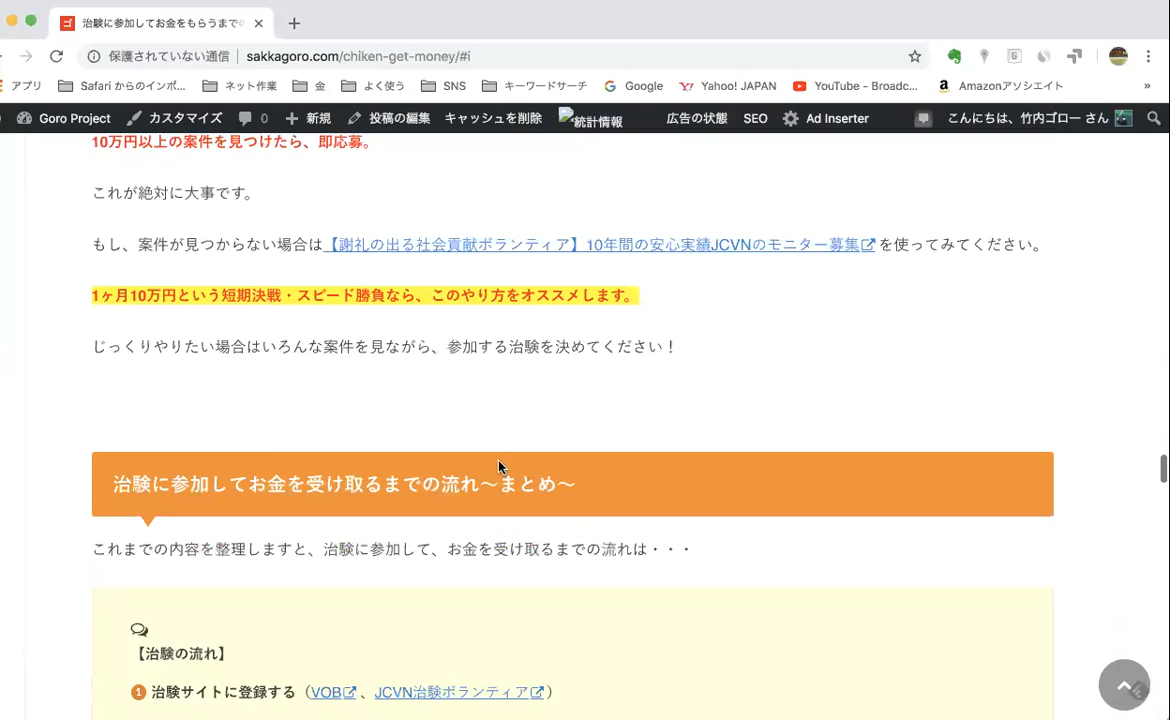 治験に参加してお金をもらうまで
保護されていない通信 sakkagoro.com/chiken-get-money/#i
アプリ Safari からのインポ... ネット作業 金 よく使う SNS キーワードサーチ Google Yahoo! JAPAN YouTube - Broadc... Amazonアソシエイト »
Goro Project カスタマイズ 0 新規 投稿の編集 キャッシュを削除 統計情報 広告の状態 SEO Ad Inserter こんにちは、竹内ゴロー さん
10万円以上の案件を見つけたら、即応募。
これが絶対に大事です。
もし、案件が見つからない場合は【謝礼の出る社会貢献ボランティア】10年間の安心実績JCVNのモニター募集を使ってみてください。
1ヶ月10万円という短期決戦・スピード勝負なら、このやり方をオススメします。
じっくりやりたい場合はいろんな案件を見ながら、参加する治験を決めてください！
治験に参加してお金を受け取るまでの流れ〜まとめ〜
これまでの内容を整理しますと、治験に参加して、お金を受け取るまでの流れは・・・
【治験の流れ】
1 治験サイトに登録する（VOB、JCVN治験ボランティア）